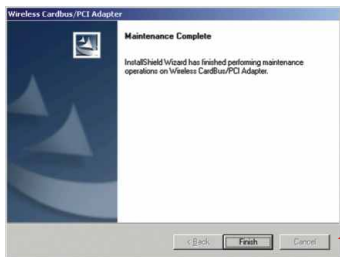 Wireless Cardbus/PCI Adapter
Maintenance Complete
InstallShield Wizard has finished performing maintenance
operations on Wireless CardBus/PCI Adapter.
< Back
Finish
Cancel